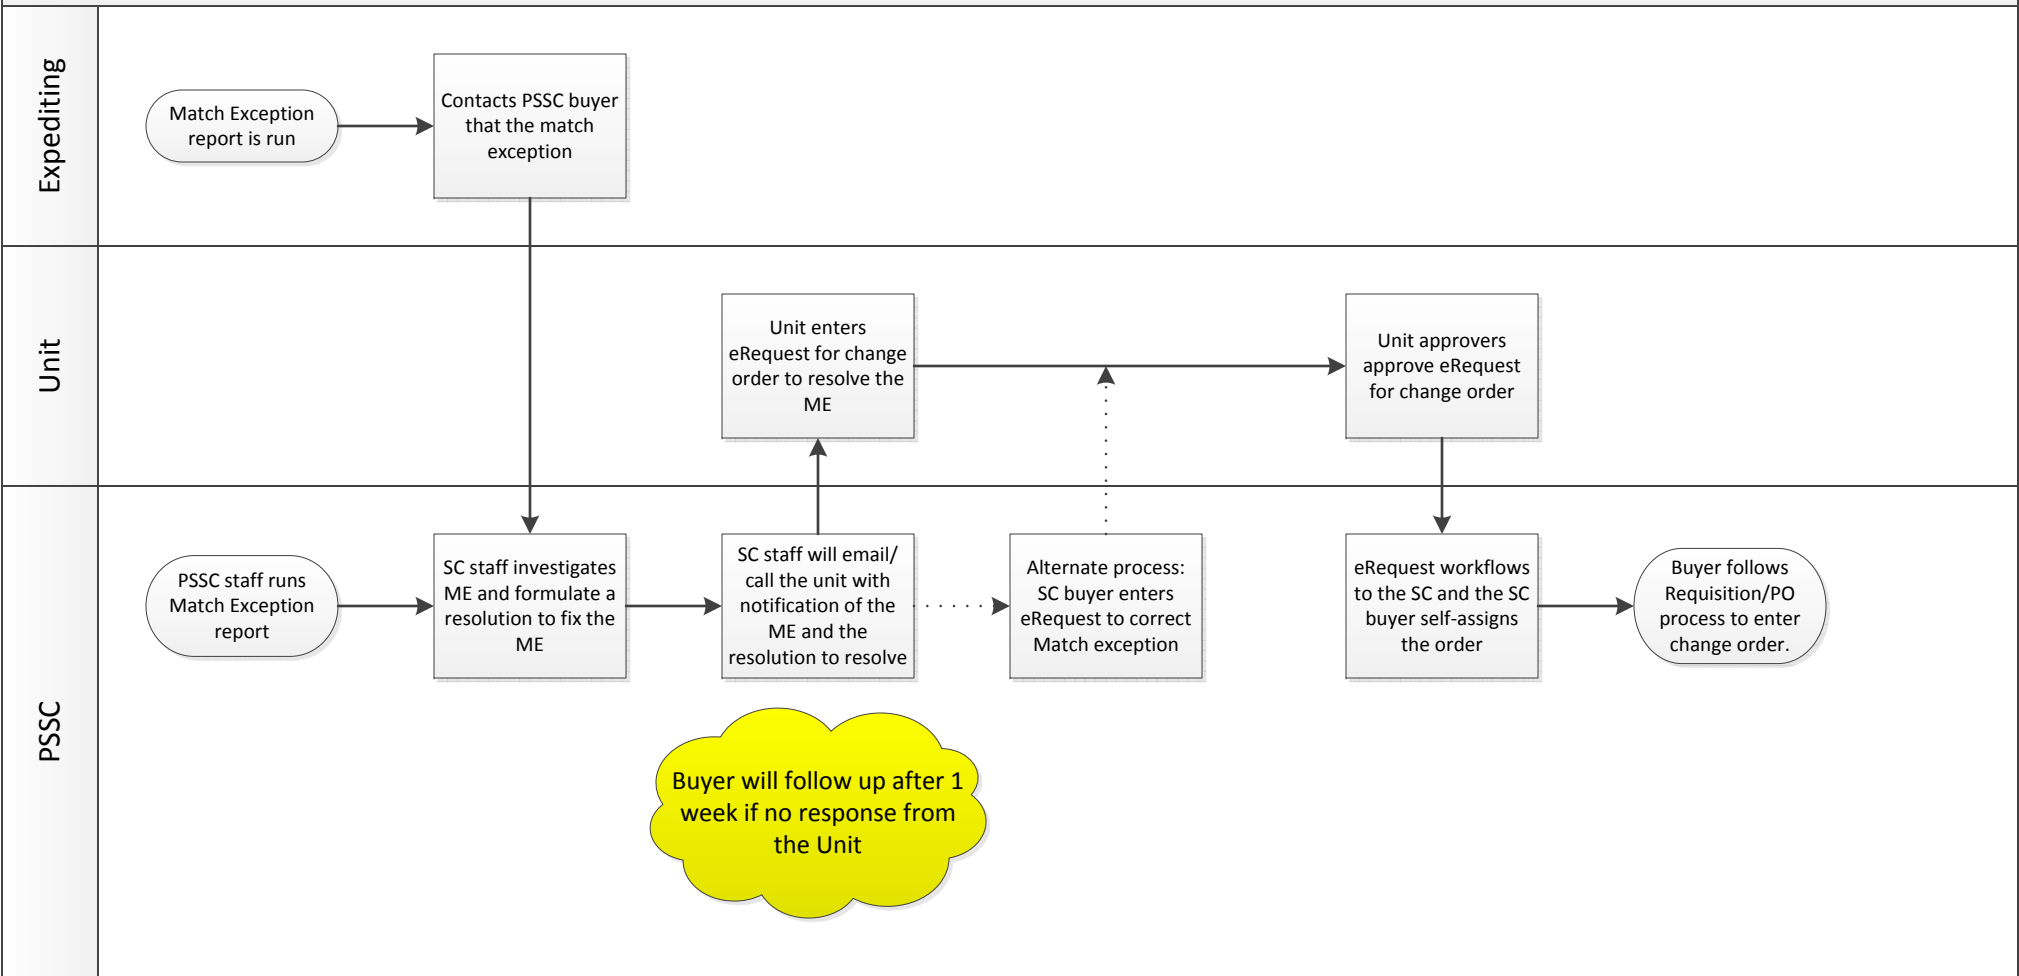 Expediting
Match Exception
report is run
Contacts PSSC buyer
that the match
exception
Unit
Unit enters
eRequest for change
order to resolve the
ME
Unit approvers
approve eRequest
for change order
PSSC
PSSC staff runs
Match Exception
report
SC staff investigates
ME and formulate a
resolution to fix the
ME
SC staff will email/
call the unit with
notification of the
ME and the
resolution to resolve
Alternate process:
SC buyer enters
eRequest to correct
Match exception
eRequest workflows
to the SC and the SC
buyer self-assigns
the order
Buyer follows
Requisition/PO
process to enter
change order.
Buyer will follow up after 1
week if no response from
the Unit